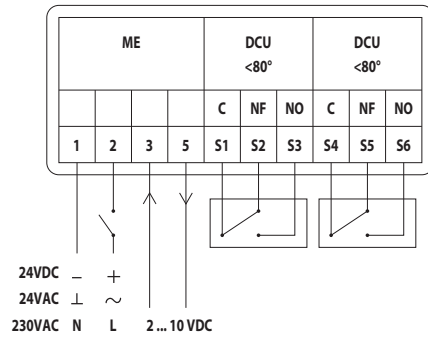 ME DCU DCU
<80° <80°
C NF NO C NF NO
1 2 3 5 S1 S2 S3 S4 S5 S6
24VDC – +
24VAC ⊥ ~
230VAC N L 2 ... 10 VDC